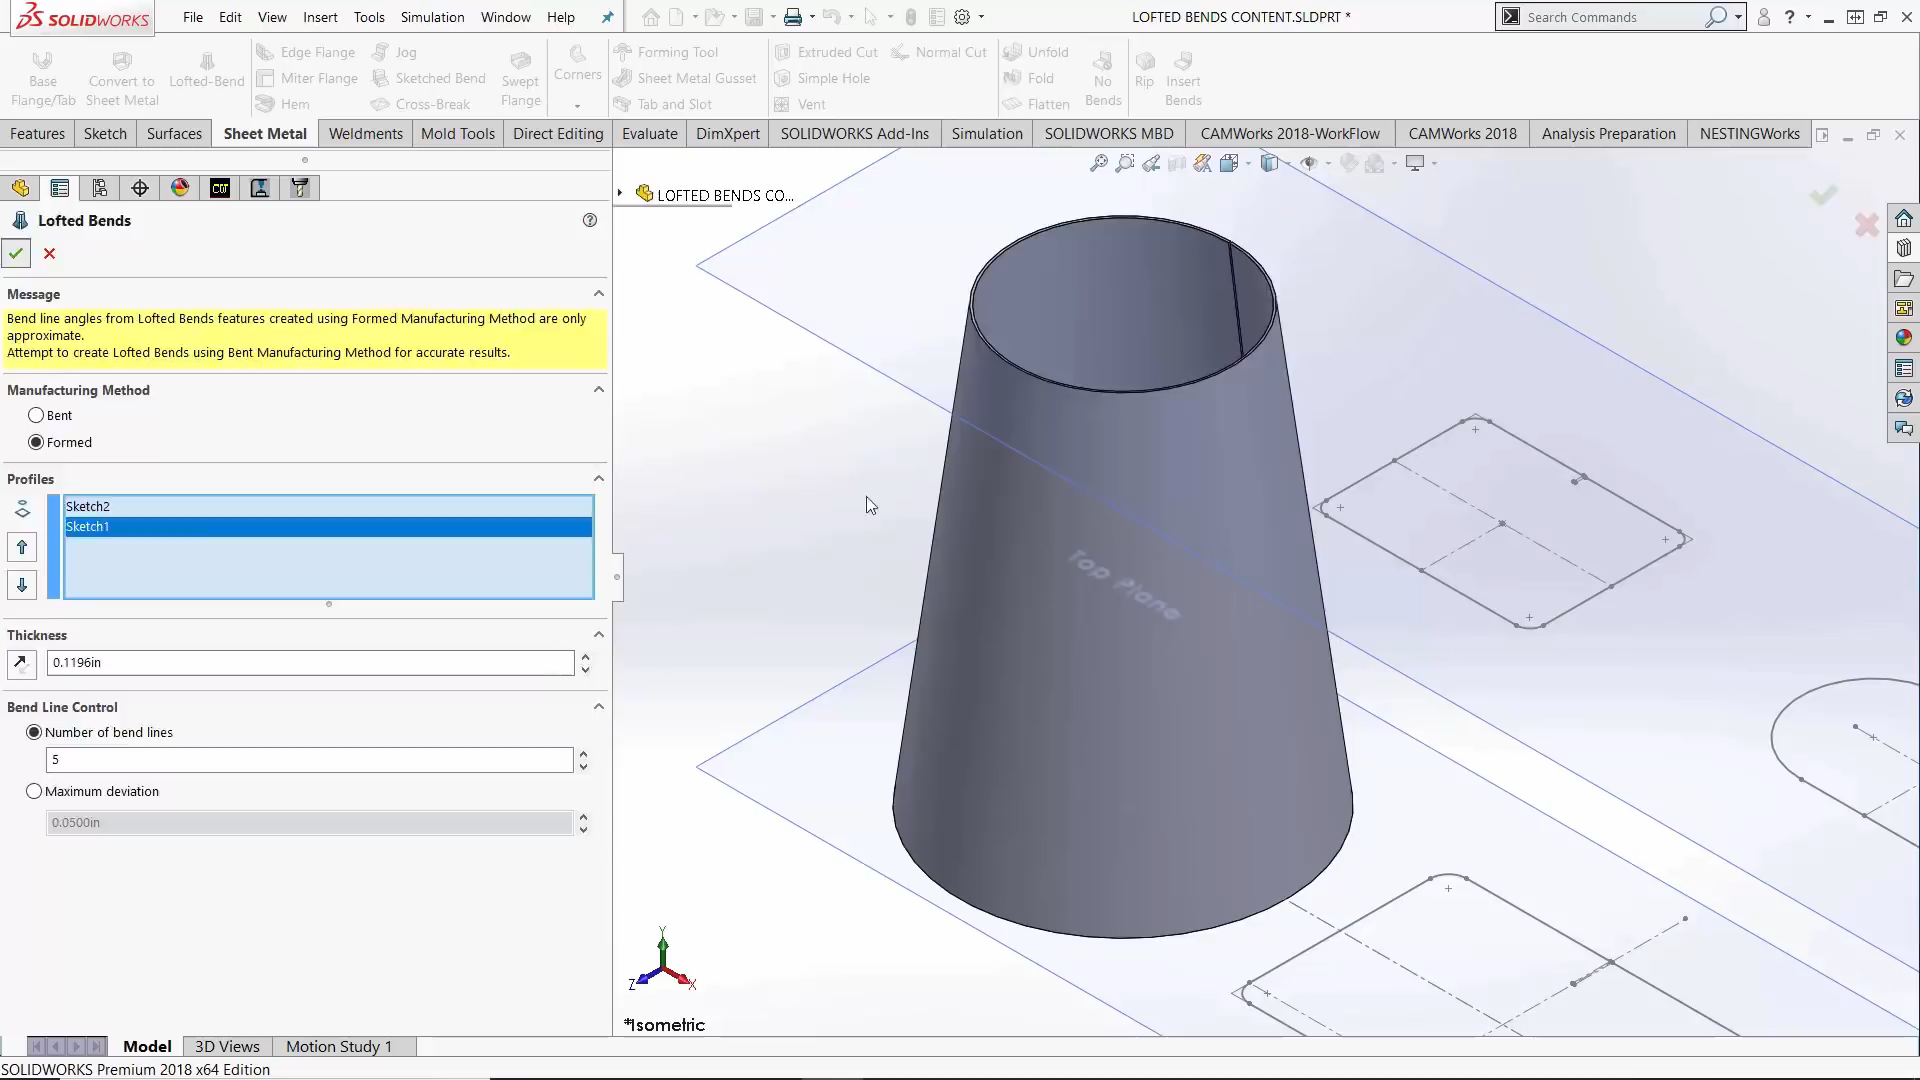 SOLIDWORKS File Edit View Insert Tools Simulation Window Help LOFTED BENDS CONTENT.SLDPRT * Search Commands ?
Base Flange/Tab
Convert to Sheet Metal
Lofted-Bend
Edge Flange
Miter Flange
Hem
Jog
Sketched Bend
Cross-Break
Swept Flange
Corners
Forming Tool
Sheet Metal Gusset
Tab and Slot
Extruded Cut
Simple Hole
Vent
Normal Cut
Unfold
Fold
Flatten
No Bends
Rip
Insert Bends
Features Sketch Surfaces Sheet Metal Weldments Mold Tools Direct Editing Evaluate DimXpert SOLIDWORKS Add-Ins Simulation SOLIDWORKS MBD CAMWorks 2018-WorkFlow CAMWorks 2018 Analysis Preparation NESTINGWorks
CW
LOFTED BENDS CO...
Lofted Bends ?
Message
Bend line angles from Lofted Bends features created using Formed Manufacturing Method are only
approximate.
Attempt to create Lofted Bends using Bent Manufacturing Method for accurate results.
Manufacturing Method
Bent
Formed
Profiles
Sketch2
Sketch1
Thickness
0.1196in
Bend Line Control
Number of bend lines
5
Maximum deviation
0.0500in
Top Plane
Y
Z
X
*Isometric
Model 3D Views Motion Study 1
SOLIDWORKS Premium 2018 x64 Edition